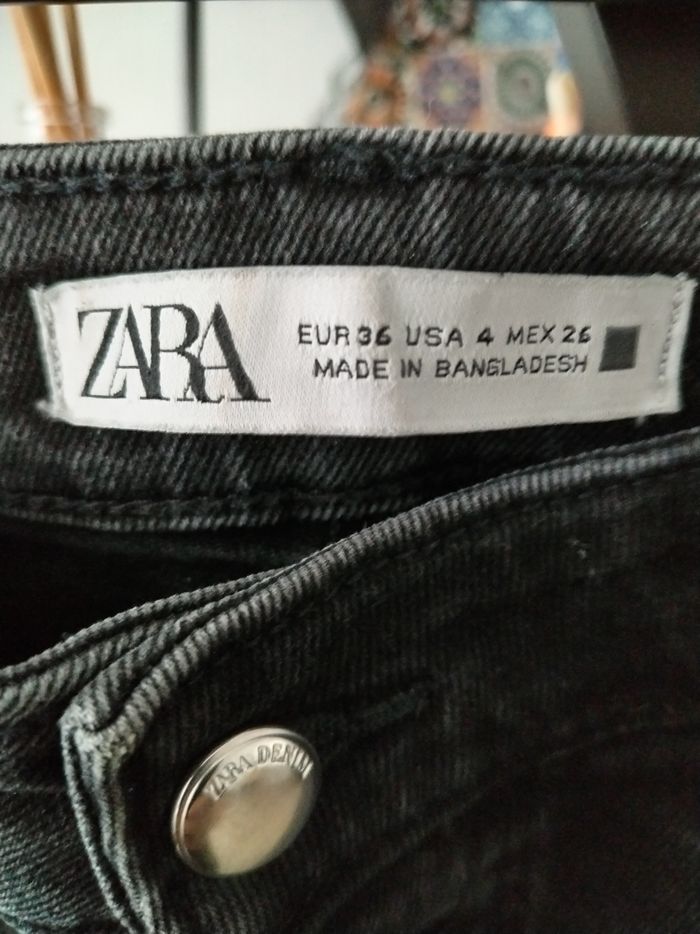 ZARA
EUR 36 USA 4 MEX 26
MADE IN BANGLADESH
ZARA DENIM